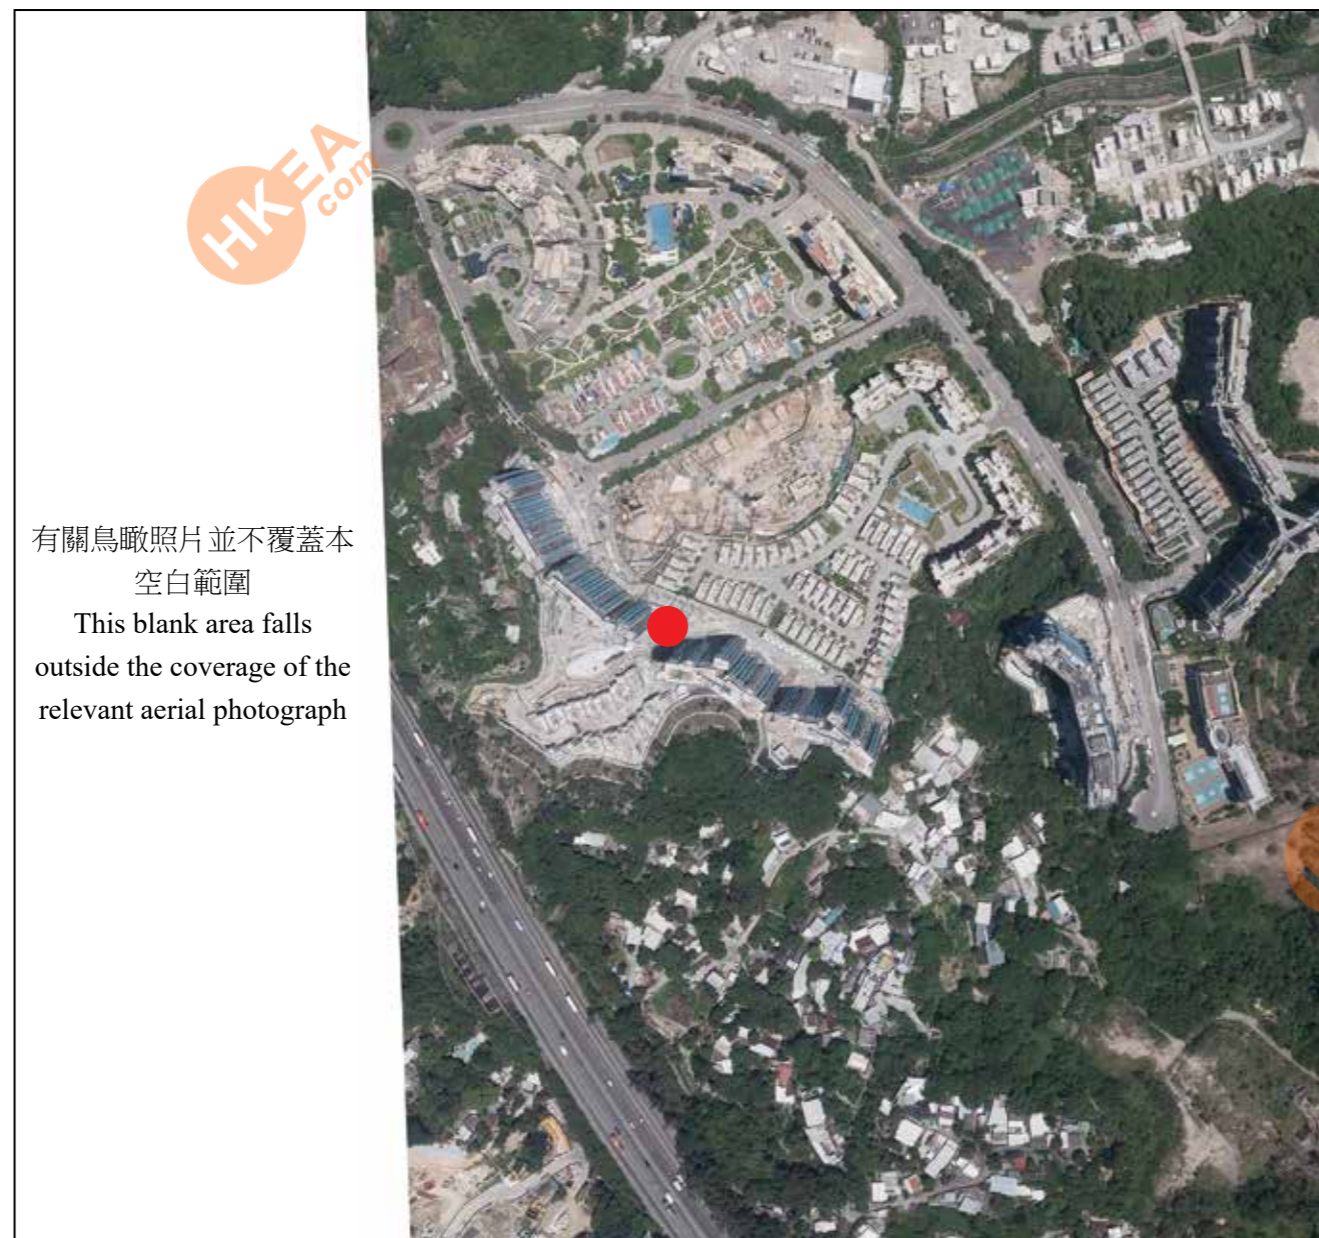 HKEA
com
有關鳥瞰照片並不覆蓋本
空白範圍
This blank area falls
outside the coverage of the
relevant aerial photograph